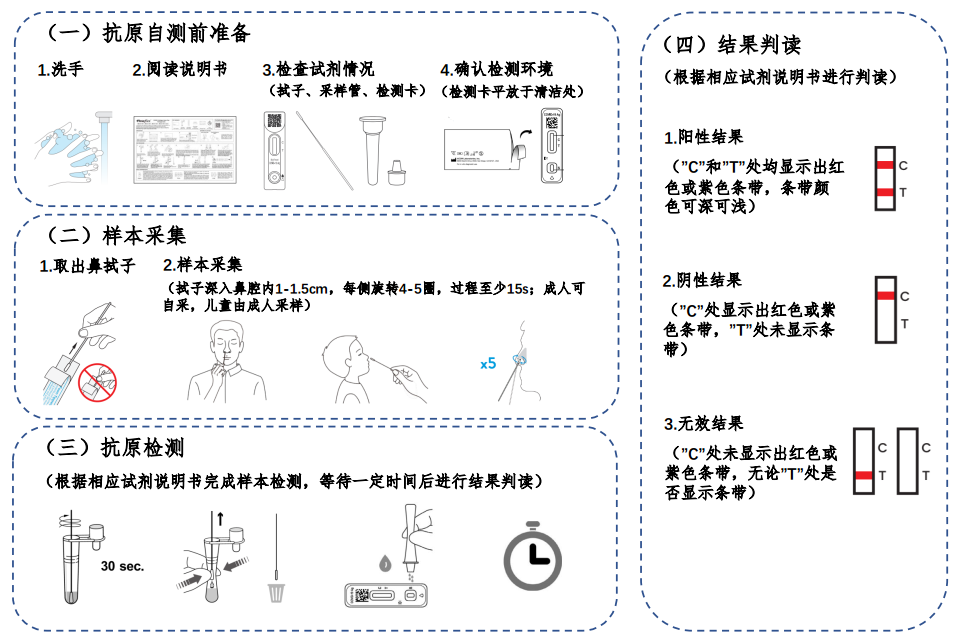 （一）抗原自测前准备
1.洗手
2.阅读说明书
3.检查试剂情况
（拭子、采样管、检测卡）
4.确认检测环境
（检测卡平放于清洁处）
（二）样本采集
1.取出鼻拭子
2.样本采集
（拭子深入鼻腔内1-1.5cm，每侧旋转4-5圈，过程至少15s；成人可
自采，儿童由成人采样）
x5
（三）抗原检测
（根据相应试剂说明书完成样本检测，等待一定时间后进行结果判读）
30 sec.
（四）结果判读
（根据相应试剂说明书进行判读）
1.阳性结果
（”C”和”T”处均显示出红
色或紫色条带，条带颜
色可深可浅）
C
T
2.阴性结果
（”C”处显示出红色或紫
色条带，”T”处未显示条
带）
C
T
3.无效结果
（”C”处未显示出红色或
紫色条带，无论”T”处是
否显示条带）
C
T
C
T